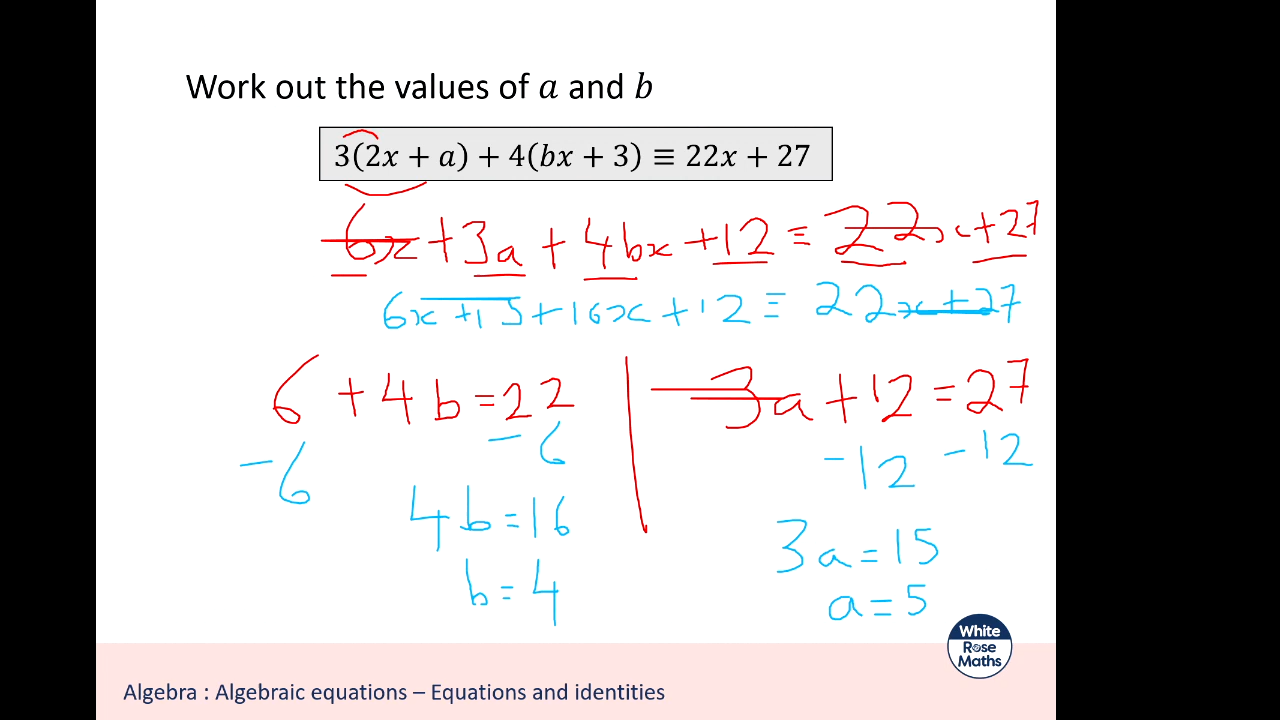 Work out the values of a and b
3(2x + a) + 4(bx + 3) ≡ 22x + 27
6x + 3a + 4bx + 12 ≡ 22x + 27
6x + 15 + 16x + 12 ≡ 22x + 27
6 + 4b = 22
-6 -6
4b = 16
b = 4
3a + 12 = 27
-12 -12
3a = 15
a = 5
White
Rose
Maths
Algebra : Algebraic equations – Equations and identities